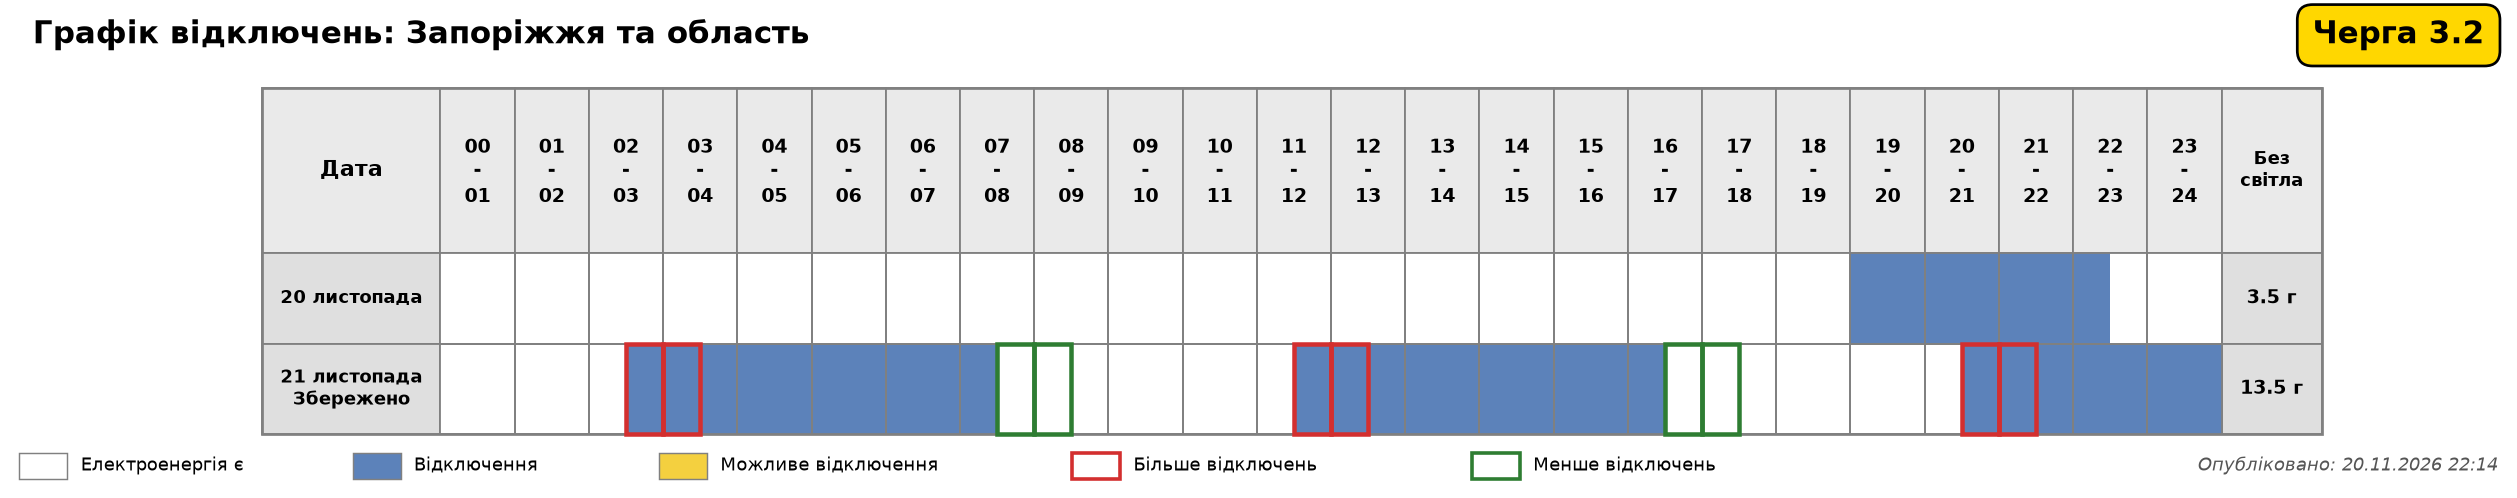 Графік відключень: Запоріжжя та область
Черга 3.2
Дата
00 - 01
01 - 02
02 - 03
03 - 04
04 - 05
05 - 06
06 - 07
07 - 08
08 - 09
09 - 10
10 - 11
11 - 12
12 - 13
13 - 14
14 - 15
15 - 16
16 - 17
17 - 18
18 - 19
19 - 20
20 - 21
21 - 22
22 - 23
23 - 24
Без
світла
20 листопада
3.5 г
21 листопада
Збережено
13.5 г
Електроенергія є
Відключення
Можливе відключення
Більше відключень
Менше відключень
Опубліковано: 20.11.2026 22:14